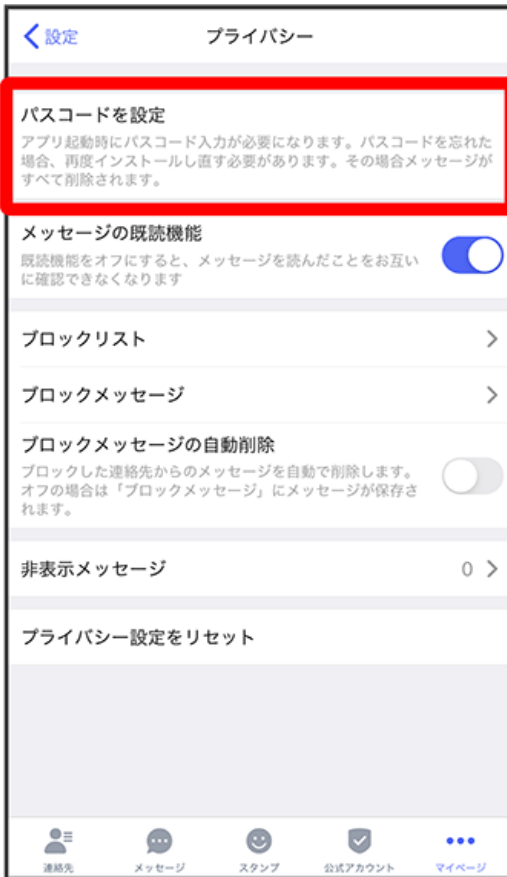 設定
プライバシー
パスコードを設定
アプリ起動時にパスコード入力が必要になります。パスコードを忘れた
場合、再度インストールし直す必要があります。その場合メッセージが
すべて削除されます。
メッセージの既読機能
既読機能をオフにすると、メッセージを読んだことをお互い
に確認できなくなります
ブロックリスト
ブロックメッセージ
ブロックメッセージの自動削除
ブロックした連絡先からのメッセージを自動で削除します。
オフの場合は「ブロックメッセージ」にメッセージが保存さ
れます。
非表示メッセージ 0
プライバシー設定をリセット
連絡先 メッセージ スタンプ 公式アカウント マイページ